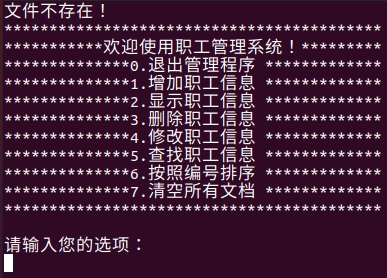 文件不存在！
******************************************
***********欢迎使用职工管理系统！*********
**************0.退出管理程序 *************
**************1.增加职工信息 *************
**************2.显示职工信息 *************
**************3.删除职工信息 *************
**************4.修改职工信息 *************
**************5.查找职工信息 *************
**************6.按照编号排序 *************
**************7.清空所有文档 *************
******************************************
请输入您的选项：